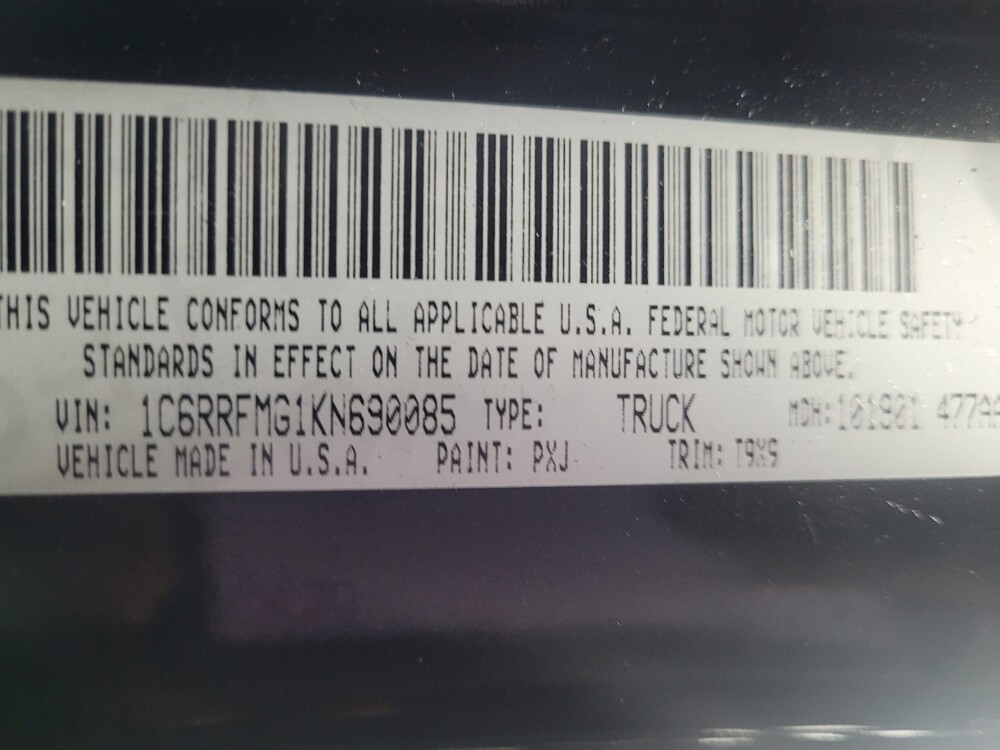 THIS VEHICLE CONFORMS TO ALL APPLICABLE U.S.A. FEDERAL MOTOR VEHICLE SAFETY
STANDARDS IN EFFECT ON THE DATE OF MANUFACTURE SHOWN ABOVE.
VIN: 1C6RRFMG1KN690085 TYPE: TRUCK MDH: 101901
VEHICLE MADE IN U.S.A. PAINT: PXJ TRIM: T9X9